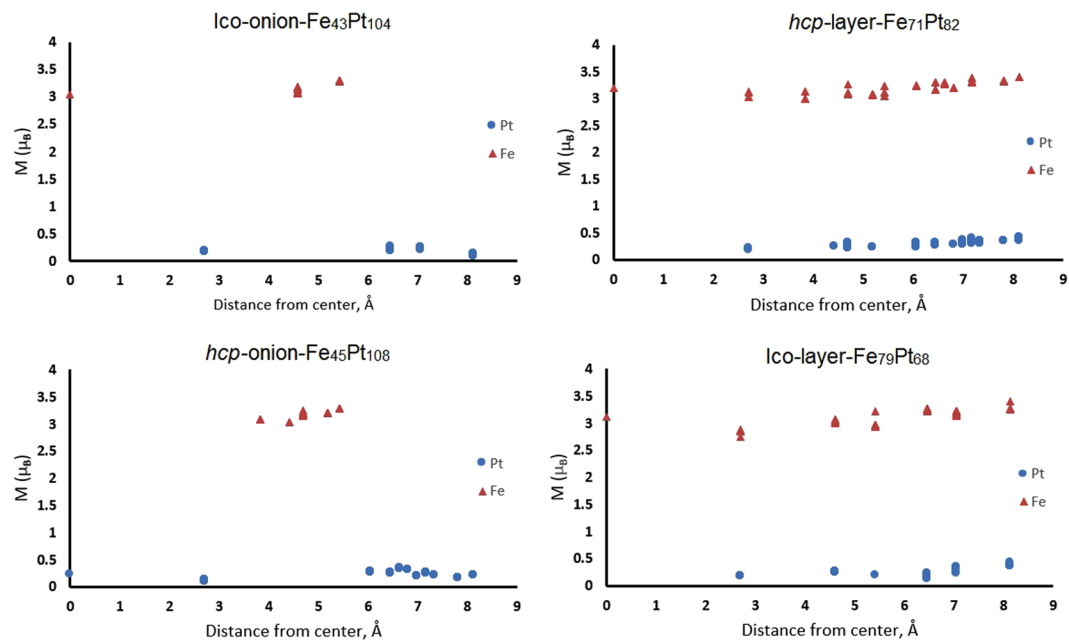 Ico-onion-Fe43Pt104
4
3.5
3
2.5
2
1.5
1
0.5
0
M (μB)
Pt
Fe
0 1 2 3 4 5 6 7 8 9
Distance from center, Å
hcp-layer-Fe71Pt82
4
3.5
3
2.5
2
1.5
1
0.5
0
M (μB)
Pt
Fe
0 1 2 3 4 5 6 7 8 9
Distance from center, Å
hcp-onion-Fe45Pt108
4
3.5
3
2.5
2
1.5
1
0.5
0
M (μB)
Pt
Fe
0 1 2 3 4 5 6 7 8 9
Distance from center, Å
Ico-layer-Fe79Pt68
4
3.5
3
2.5
2
1.5
1
0.5
0
M (μB)
Pt
Fe
0 1 2 3 4 5 6 7 8 9
Distance from center, Å